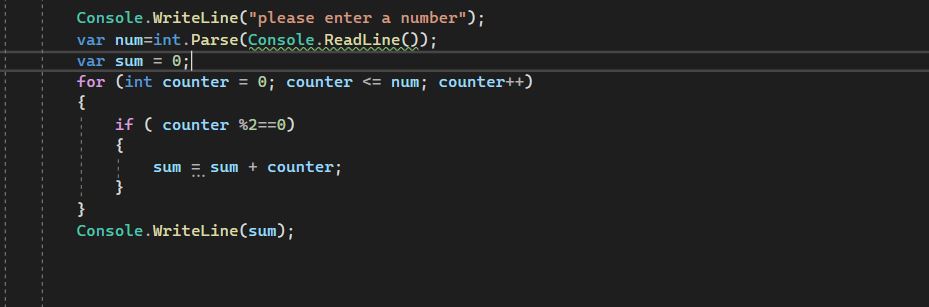 Console.WriteLine("please enter a number");
var num=int.Parse(Console.ReadLine());
var sum = 0;
for (int counter = 0; counter <= num; counter++)
{
if ( counter %2==0)
{
sum = sum + counter;
}
}
Console.WriteLine(sum);